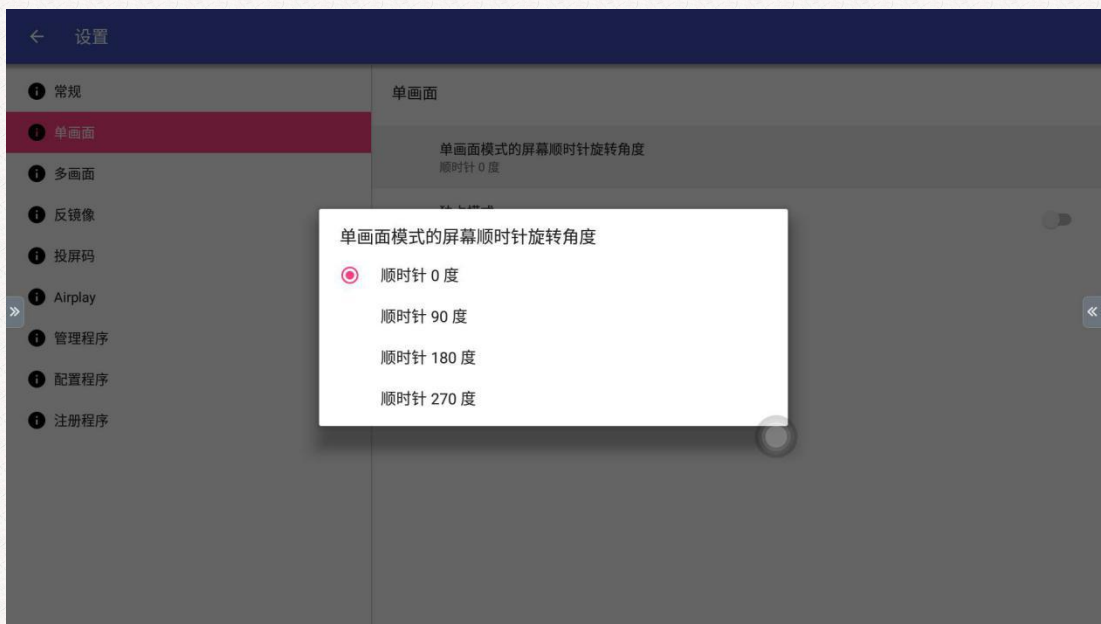 设置
常规
单画面
多画面
反镜像
投屏码
Airplay
管理程序
配置程序
注册程序
单画面
单画面模式的屏幕顺时针旋转角度
顺时针 0 度
单画面模式的屏幕顺时针旋转角度
顺时针 0 度
顺时针 90 度
顺时针 180 度
顺时针 270 度